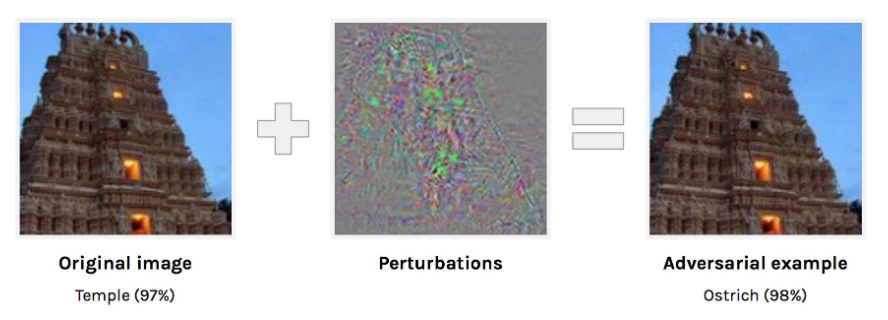 Original image
Perturbations
Adversarial example
Temple (97%)
Ostrich (98%)